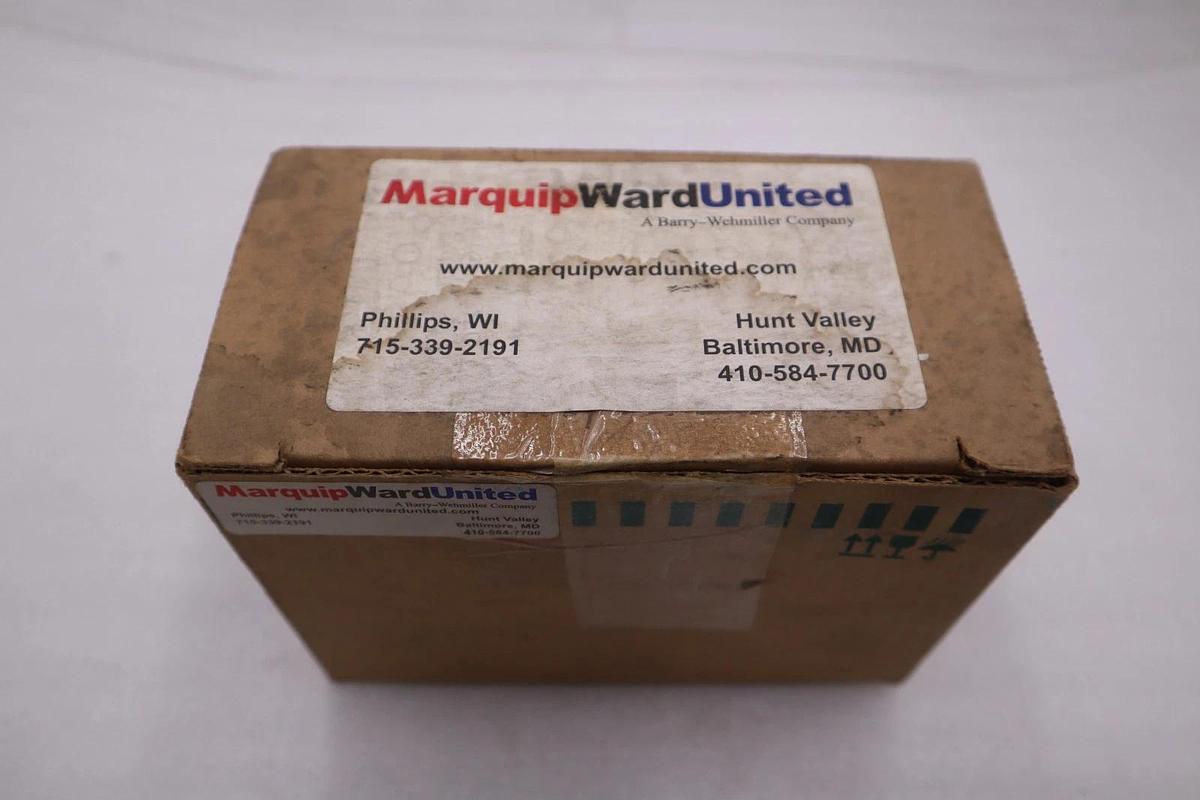 MarquipWardUnited
A Barry-Wehmiller Company
www.marquipwardunited.com
Phillips, WI
715-339-2191
Hunt Valley
Baltimore, MD
410-584-7700
MarquipWardUnited
A Barry-Wehmiller Company
www.marquipwardunited.com
Phillips, WI
715-339-2191
Hunt Valley
Baltimore, MD
410-584-7700